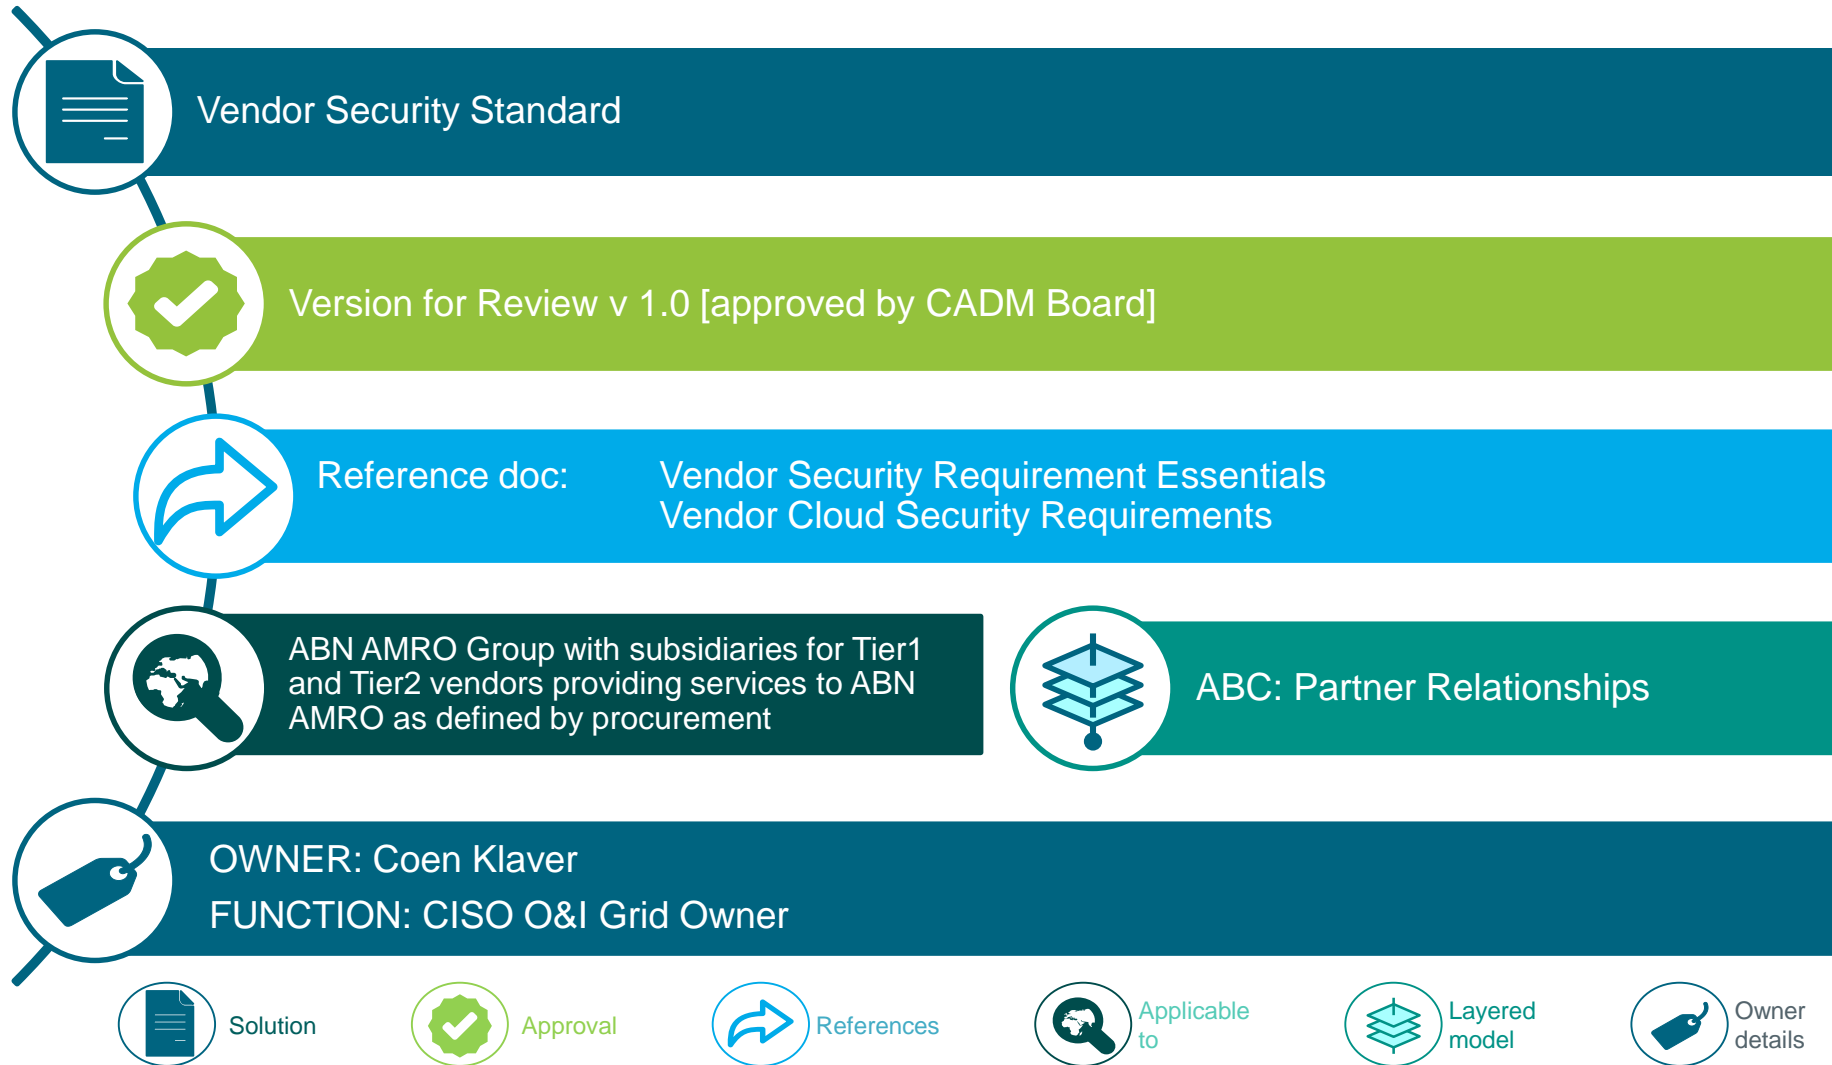 Vendor Security Standard
Version for Review v 1.0 [approved by CADM Board]
Reference doc: Vendor Security Requirement Essentials
Vendor Cloud Security Requirements
ABN AMRO Group with subsidiaries for Tier1
and Tier2 vendors providing services to ABN
AMRO as defined by procurement
ABC: Partner Relationships
OWNER: Coen Klaver
FUNCTION: CISO O&I Grid Owner
Solution
Approval
References
Applicable
to
Layered
model
Owner
details